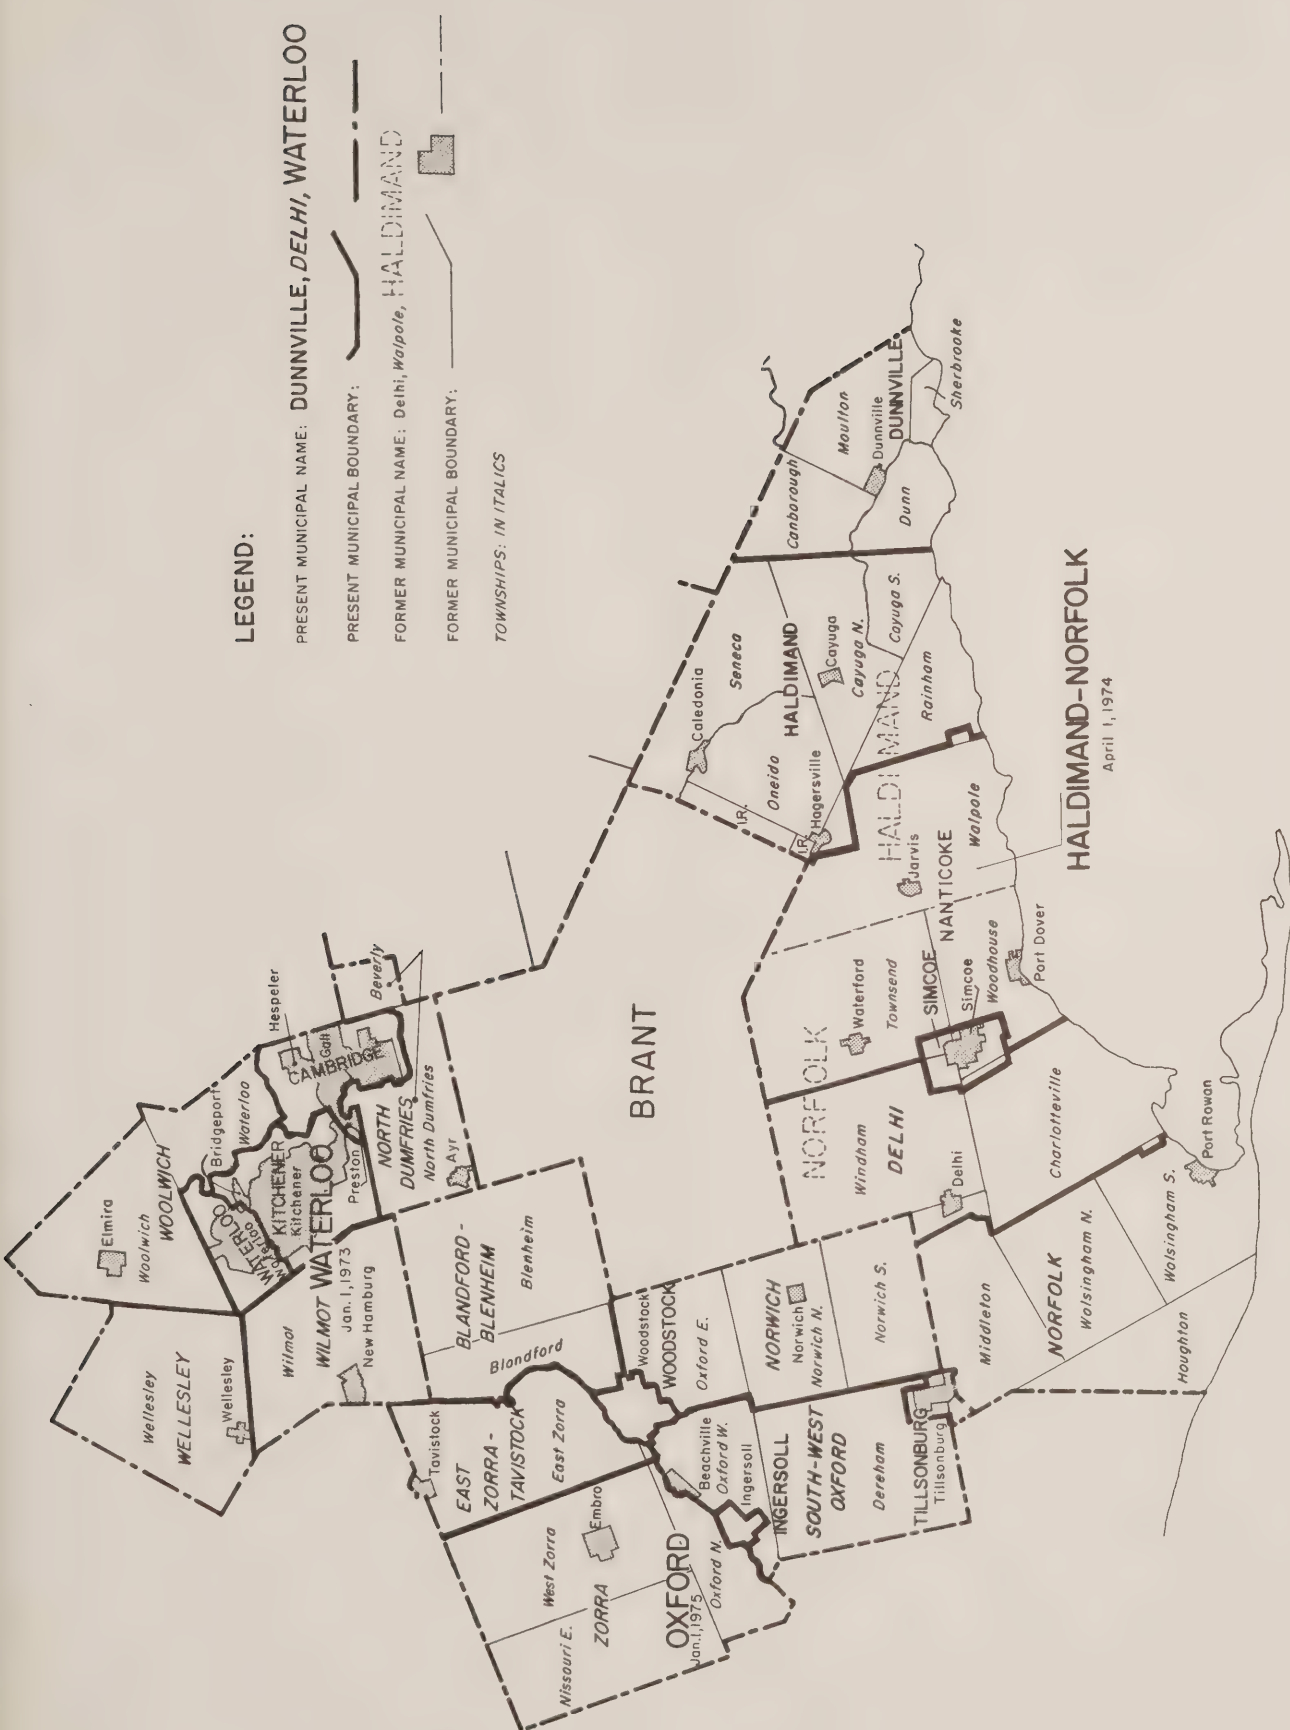 LEGEND:
PRESENT MUNICIPAL NAME: DUNNVILLE, DELHI, WATERLOO
PRESENT MUNICIPAL BOUNDARY:
FORMER MUNICIPAL NAME: Delhi, Walpole, HALDIMAND
FORMER MUNICIPAL BOUNDARY:
TOWNSHIPS: IN ITALICS
Wellesley
WELLESLEY
Wellesley
Elmira
Woolwich
WOOLWICH
Bridgeport
Waterloo
Hespeler
Galt
CAMBRIDGE
WATERLOO
Waterloo
KITCHENER
Kitchener
WATERLOO
Jan. 1, 1973
Preston
Wilmot
WILMOT
New Hamburg
NORTH
DUMFRIES
North Dumfries
Ayr
Beverly
BRANT
BLANDFORD -
BLENHEIM
Blenheim
Blandford
Tavistock
EAST
ZORRA -
TAVISTOCK
East Zorra
West Zorra
Embro
ZORRA
Nissouri E.
OXFORD
Jan. 1, 1975
Oxford N.
Woodstock
WOODSTOCK
Oxford E.
Beachville
Oxford W.
Ingersoll
INGERSOLL
SOUTH-WEST
OXFORD
Dereham
TILLSONBURG
Tillsonburg
NORWICH
Norwich
Norwich N.
Norwich S.
Middleton
NORFOLK
Walsingham N.
Walsingham S.
Houghton
Port Rowan
NORFOLK
Windham
DELHI
Delhi
Charlotteville
Waterford
Townsend
SIMCOE
Simcoe
Woodhouse
Port Dover
NANTICOKE
Jarvis
Walpole
HALDIMAND
I.R.
I.R.
Hagersville
Oneida
Caledonia
Seneca
HALDIMAND
Cayuga
Cayuga N.
Cayuga S.
Rainham
Canborough
Moulton
Dunnville
DUNNVILLE
Dunn
Sherbrooke
HALDIMAND-NORFOLK
April 1, 1974